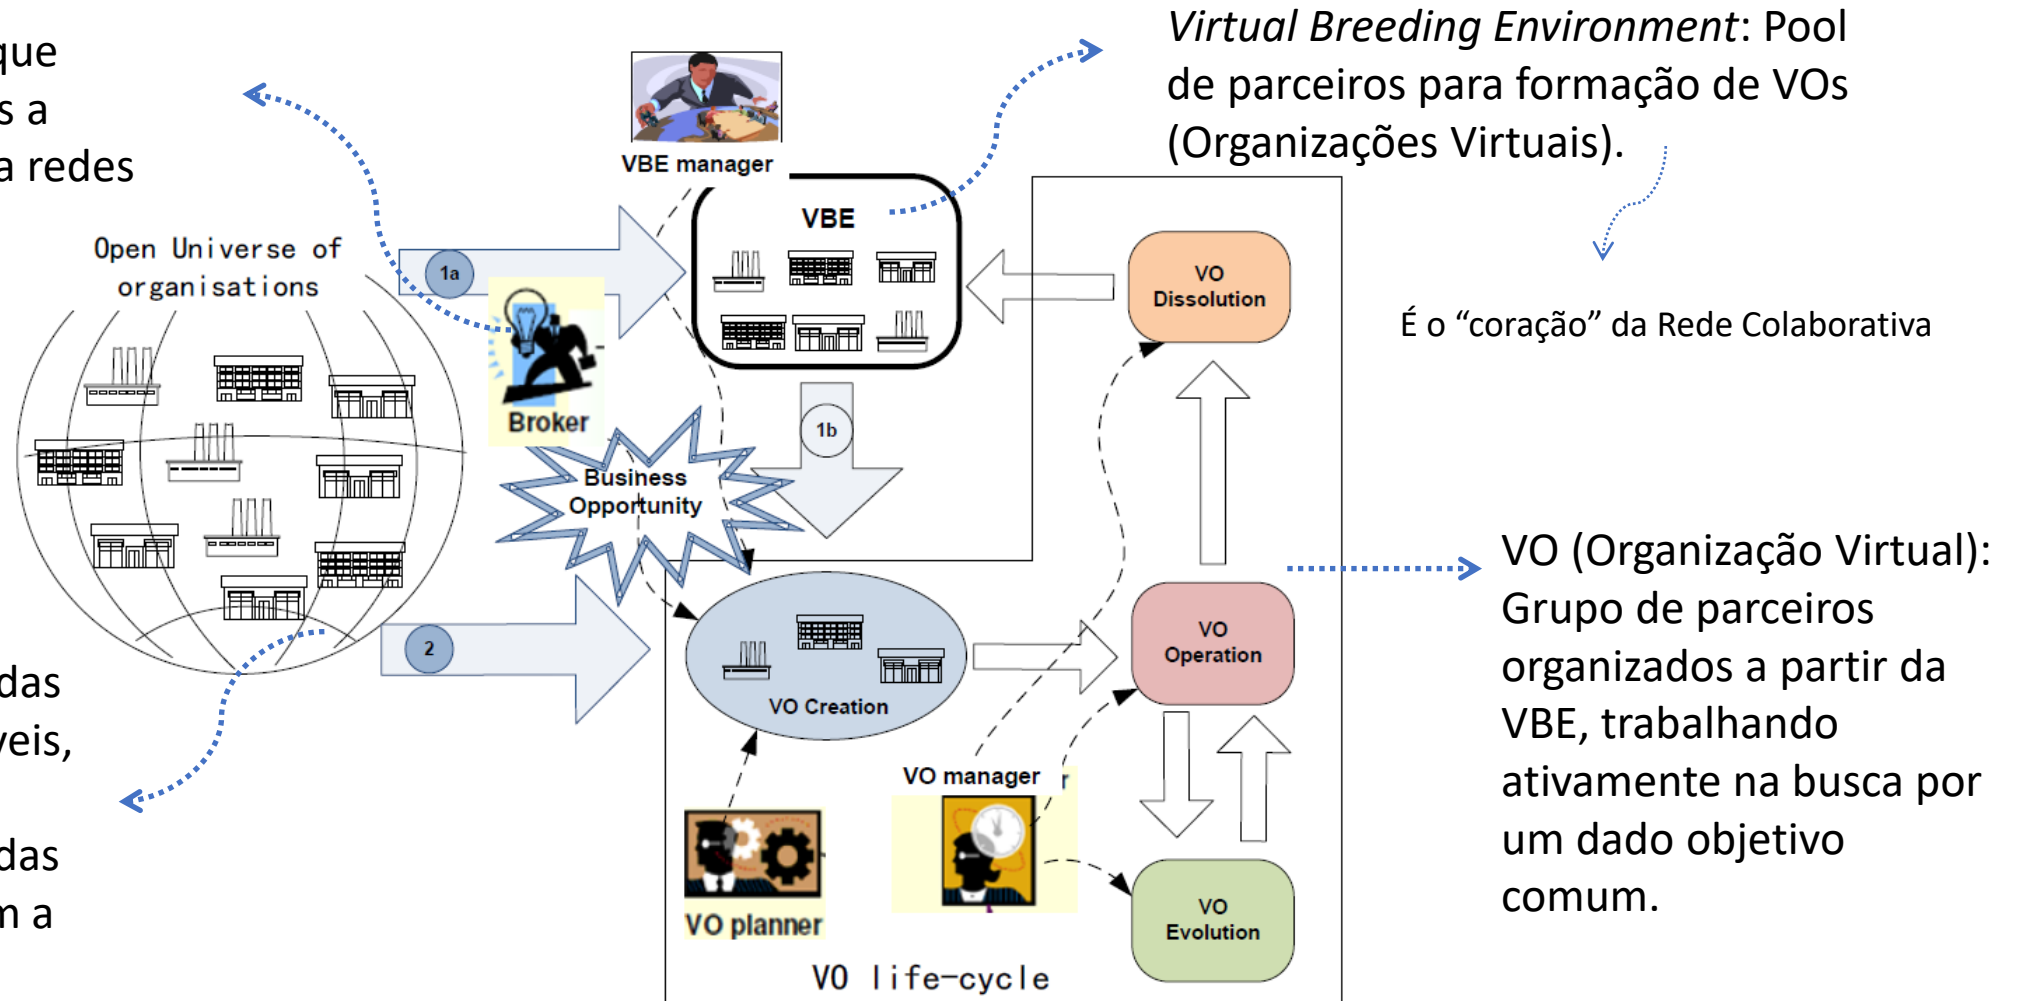 que
s a
a redes
Virtual Breeding Environment: Pool
de parceiros para formação de VOs
(Organizações Virtuais).
É o “coração” da Rede Colaborativa
VBE manager
VBE
Open Universe of
organisations
1a
Broker
1b
Business
Opportunity
2
VO
Dissolution
VO
Operation
VO Creation
VO manager
VO planner
VO
Evolution
VO life-cycle
VO (Organização Virtual):
Grupo de parceiros
organizados a partir da
VBE, trabalhando
ativamente na busca por
um dado objetivo
comum.
das
veis,
das
m a